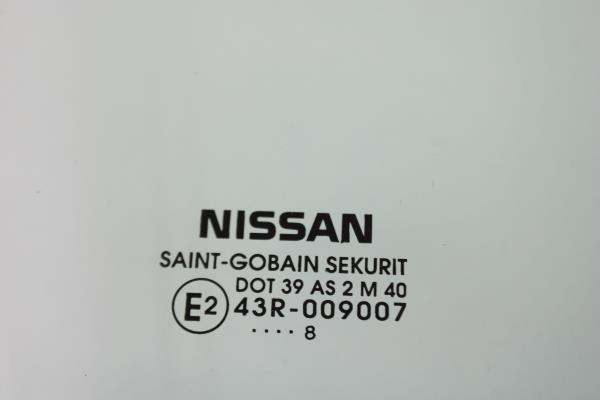 NISSAN
SAINT-GOBAIN SEKURIT
DOT 39 AS 2 M 40
E2 43R-009007
.... 8